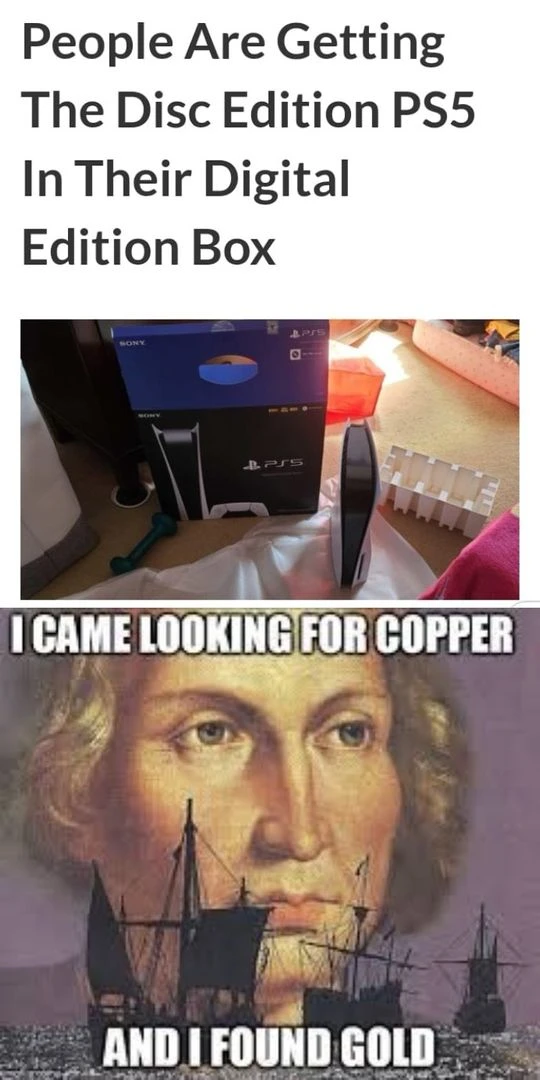 People Are Getting
The Disc Edition PS5
In Their Digital
Edition Box
SONY
PS5
SONY
PS5
I CAME LOOKING FOR COPPER
AND I FOUND GOLD